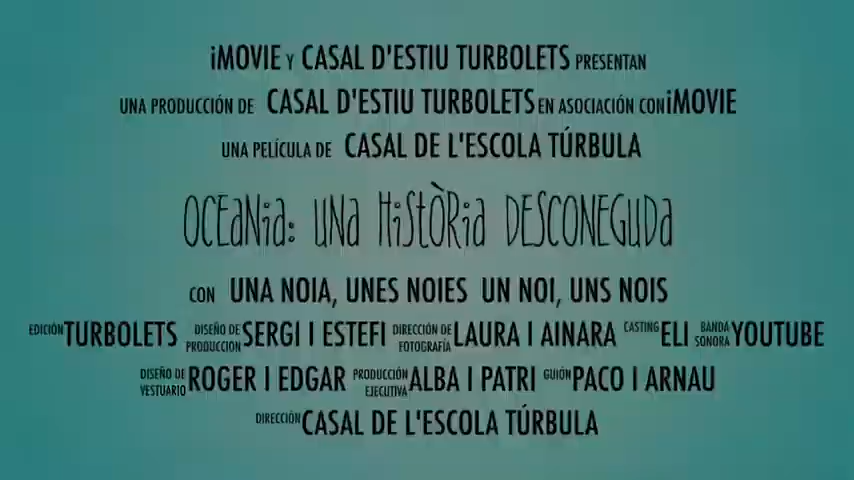 iMOVIE Y CASAL D'ESTIU TURBOLETS PRESENTAN
UNA PRODUCCIÓN DE CASAL D'ESTIU TURBOLETS EN ASOCIACIÓN CON iMOVIE
UNA PELÍCULA DE CASAL DE L'ESCOLA TÚRBULA
OCEaNia: UNa HiStÒRia DESCONEGUDa
CON UNA NOIA, UNES NOIES UN NOI, UNS NOIS
EDICIÓN TURBOLETS DISEÑO DE PRODUCCION SERGI I ESTEFI DIRECCIÓN DE FOTOGRAFÍA LAURA I AINARA CASTING ELI BANDA SONORA YOUTUBE
DISEÑO DE VESTUARIO ROGER I EDGAR PRODUCCIÓN EJECUTIVA ALBA I PATRI GUIÓN PACO I ARNAU
DIRECCIÓN CASAL DE L'ESCOLA TÚRBULA